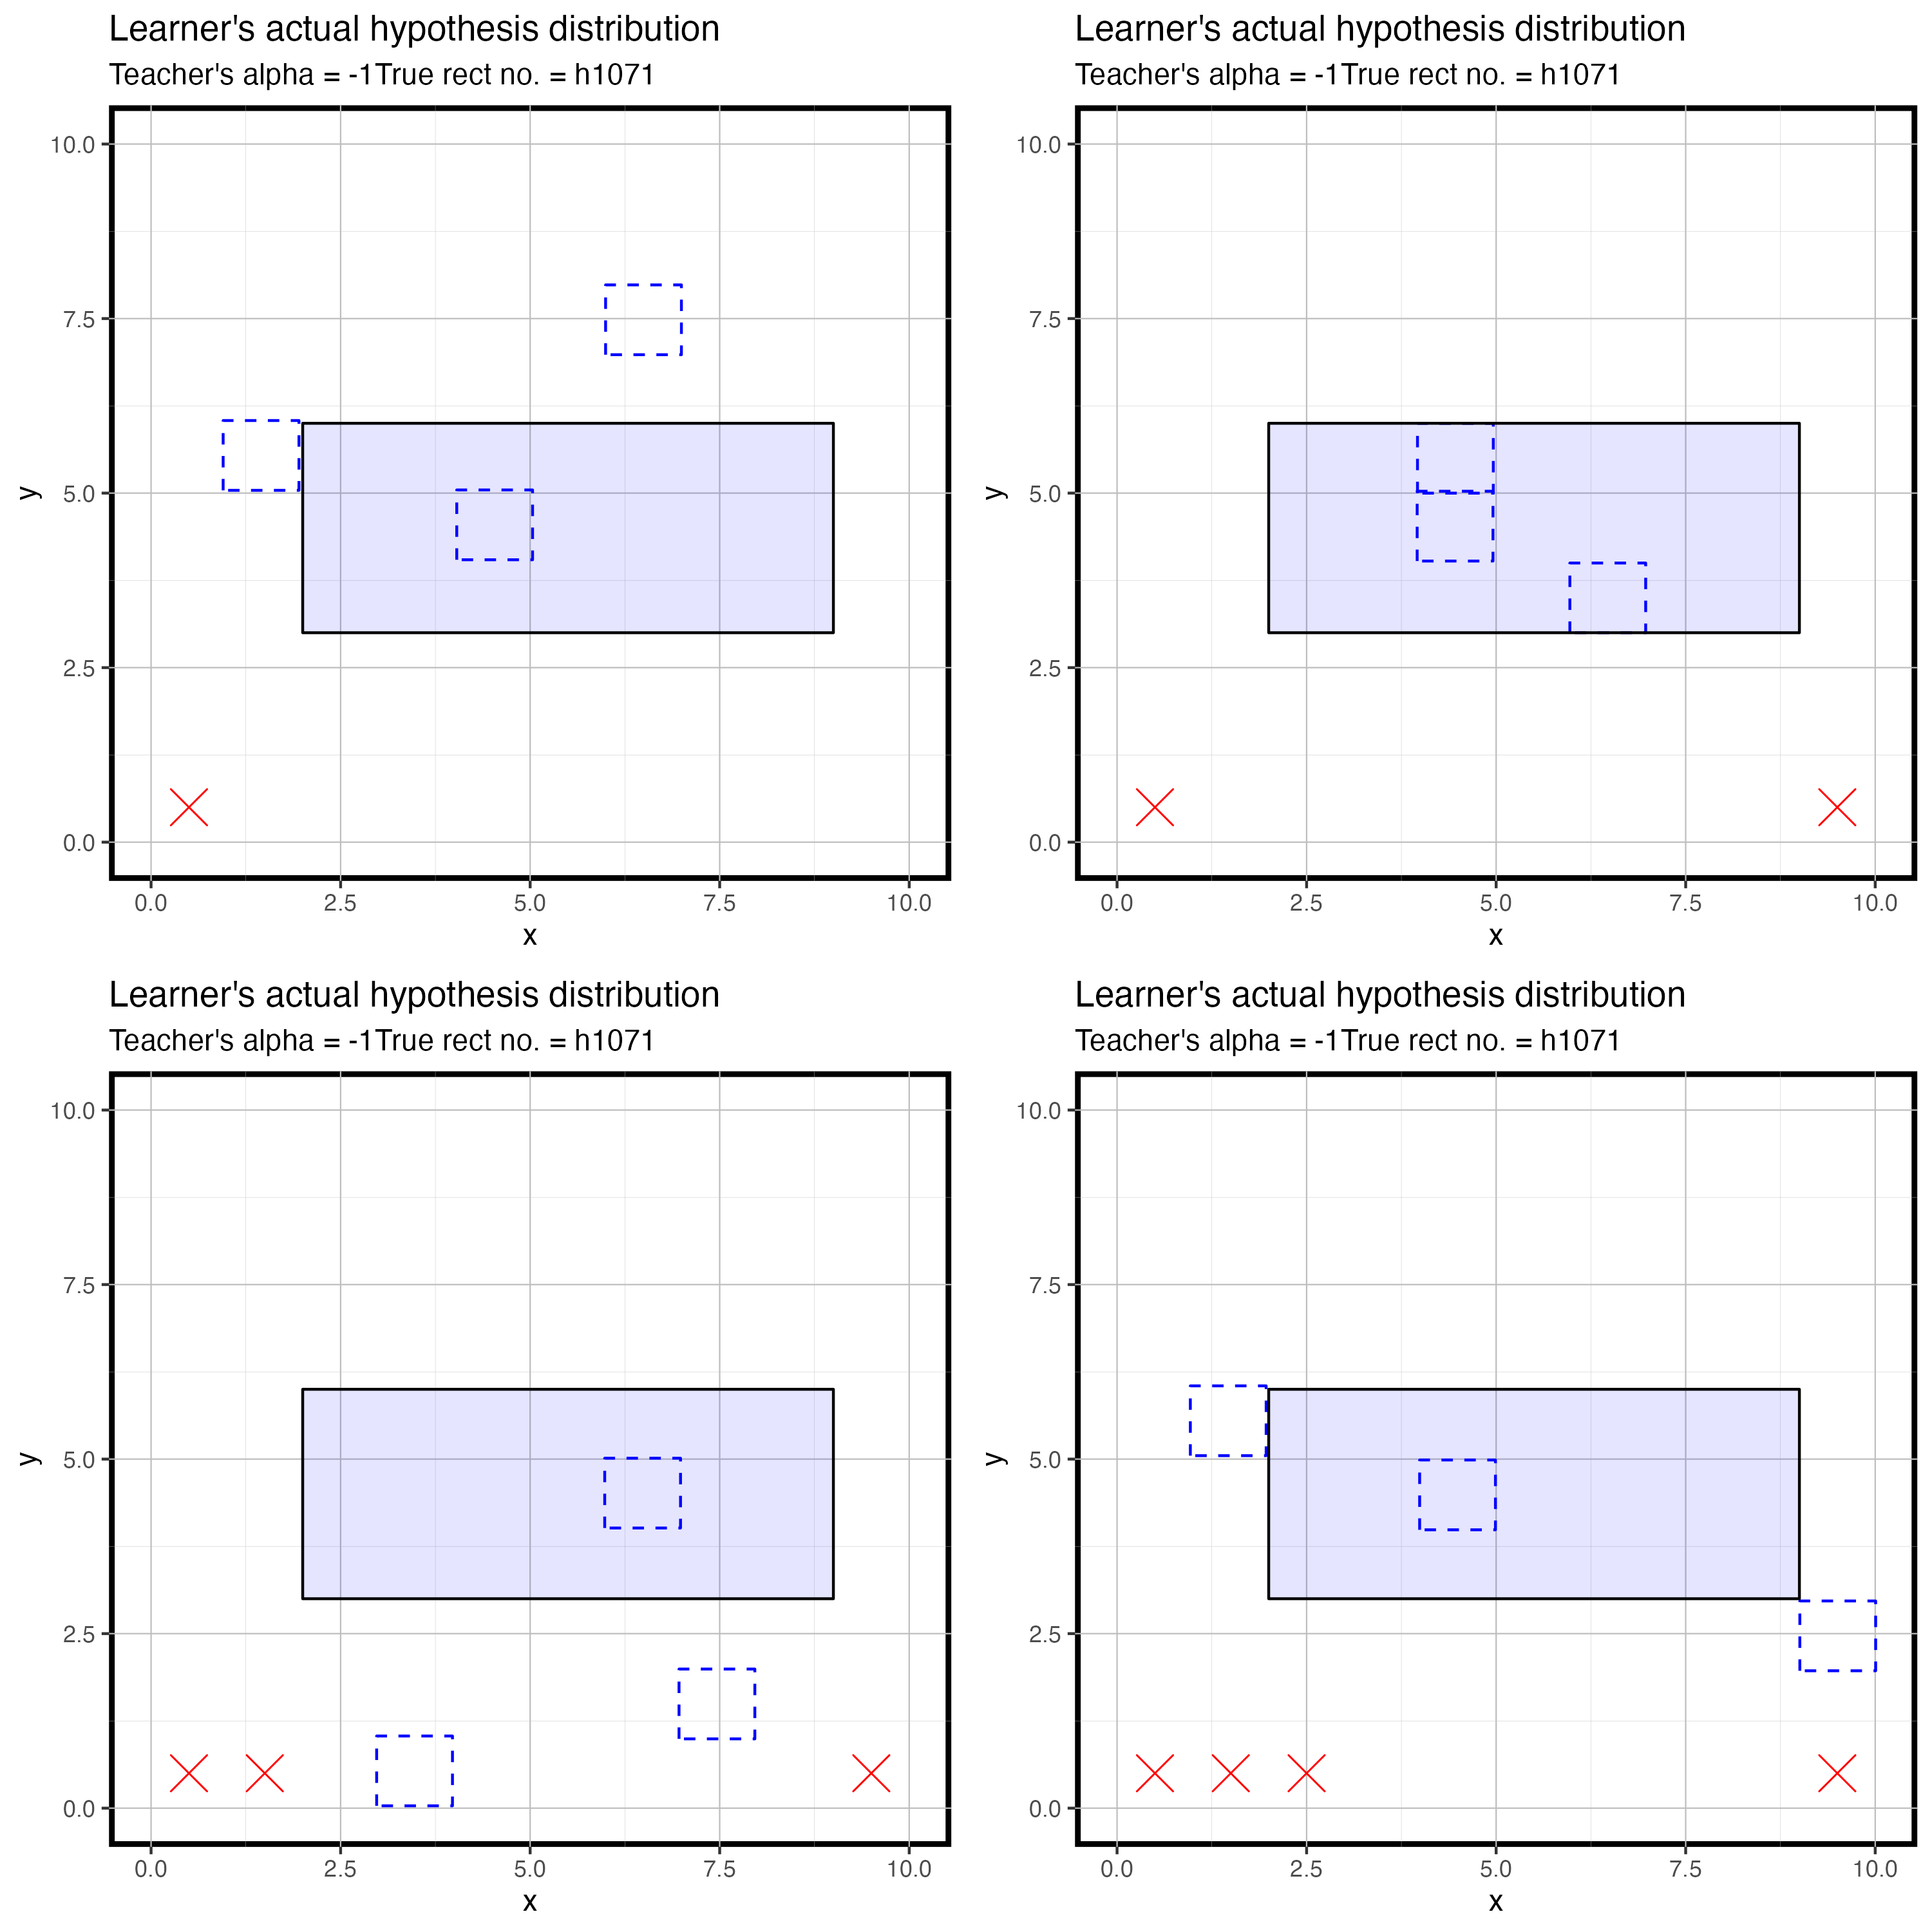 Learner's actual hypothesis distribution
Teacher's alpha = -1True rect no. = h1071
10.0
7.5
5.0
2.5
0.0
y
0.0 2.5 5.0 7.5 10.0
x
Learner's actual hypothesis distribution
Teacher's alpha = -1True rect no. = h1071
10.0
7.5
5.0
2.5
0.0
y
0.0 2.5 5.0 7.5 10.0
x
Learner's actual hypothesis distribution
Teacher's alpha = -1True rect no. = h1071
10.0
7.5
5.0
2.5
0.0
y
0.0 2.5 5.0 7.5 10.0
x
Learner's actual hypothesis distribution
Teacher's alpha = -1True rect no. = h1071
10.0
7.5
5.0
2.5
0.0
y
0.0 2.5 5.0 7.5 10.0
x